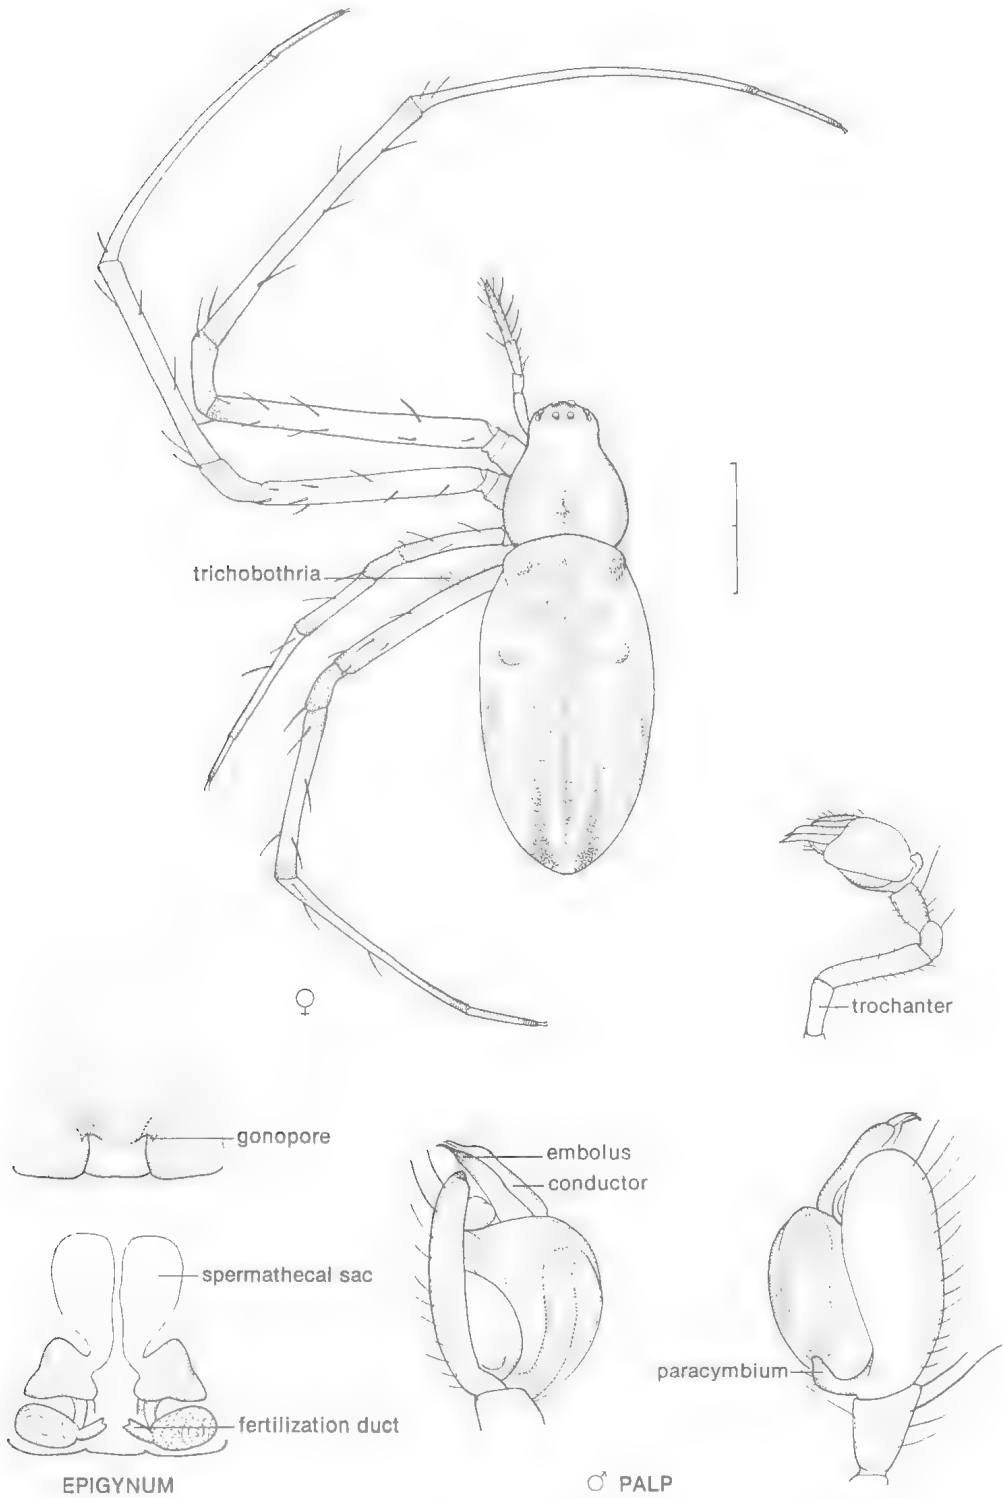 trichobothria
♀
trochanter
gonopore
embolus
conductor
spermathecal sac
paracymbium
fertilization duct
EPIGYNUM
♂ PALP